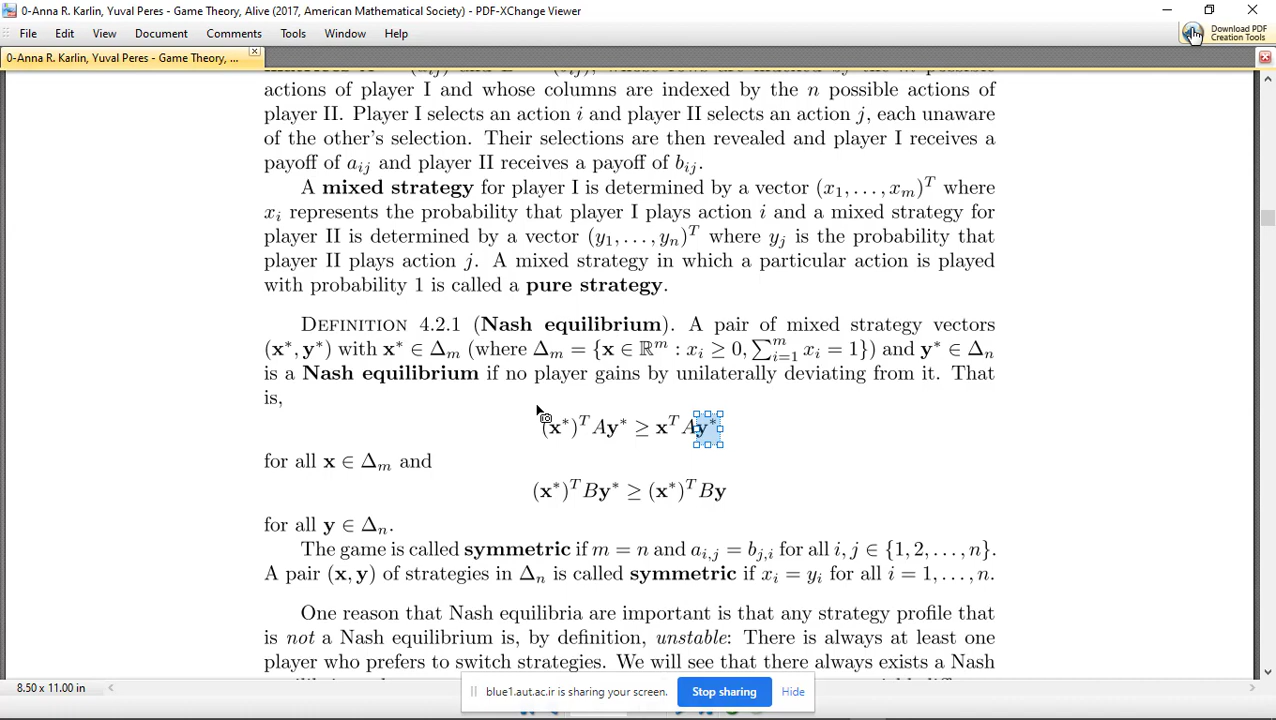 0-Anna R. Karlin, Yuval Peres - Game Theory, Alive (2017, American Mathematical Society) - PDF-XChange Viewer
File Edit View Document Comments Tools Window Help
Download PDF
Creation Tools
0-Anna R. Karlin, Yuval Peres - Game Theory, ...
actions of player I and whose columns are indexed by the n possible actions of
player II. Player I selects an action i and player II selects an action j, each unaware
of the other's selection. Their selections are then revealed and player I receives a
payoff of a_{ij} and player II receives a payoff of b_{ij}.
A mixed strategy for player I is determined by a vector (x_1, . . . , x_m)^T where
x_i represents the probability that player I plays action i and a mixed strategy for
player II is determined by a vector (y_1, . . . , y_n)^T where y_j is the probability that
player II plays action j. A mixed strategy in which a particular action is played
with probability 1 is called a pure strategy.
Definition 4.2.1 (Nash equilibrium). A pair of mixed strategy vectors
(x*, y*) with x* ∈ Δ_m (where Δ_m = {x ∈ ℝ^m : x_i ≥ 0, ∑_{i=1}^m x_i = 1}) and y* ∈ Δ_n
is a Nash equilibrium if no player gains by unilaterally deviating from it. That
is,
(x*)^T Ay* ≥ x^T Ay*
for all x ∈ Δ_m and
(x*)^T By* ≥ (x*)^T By
for all y ∈ Δ_n.
The game is called symmetric if m = n and a_{i,j} = b_{j,i} for all i, j ∈ {1, 2, . . . , n}.
A pair (x, y) of strategies in Δ_n is called symmetric if x_i = y_i for all i = 1, . . . , n.
One reason that Nash equilibria are important is that any strategy profile that
is not a Nash equilibrium is, by definition, unstable: There is always at least one
player who prefers to switch strategies. We will see that there always exists a Nash
8.50 x 11.00 in
blue1.aut.ac.ir is sharing your screen. Stop sharing Hide